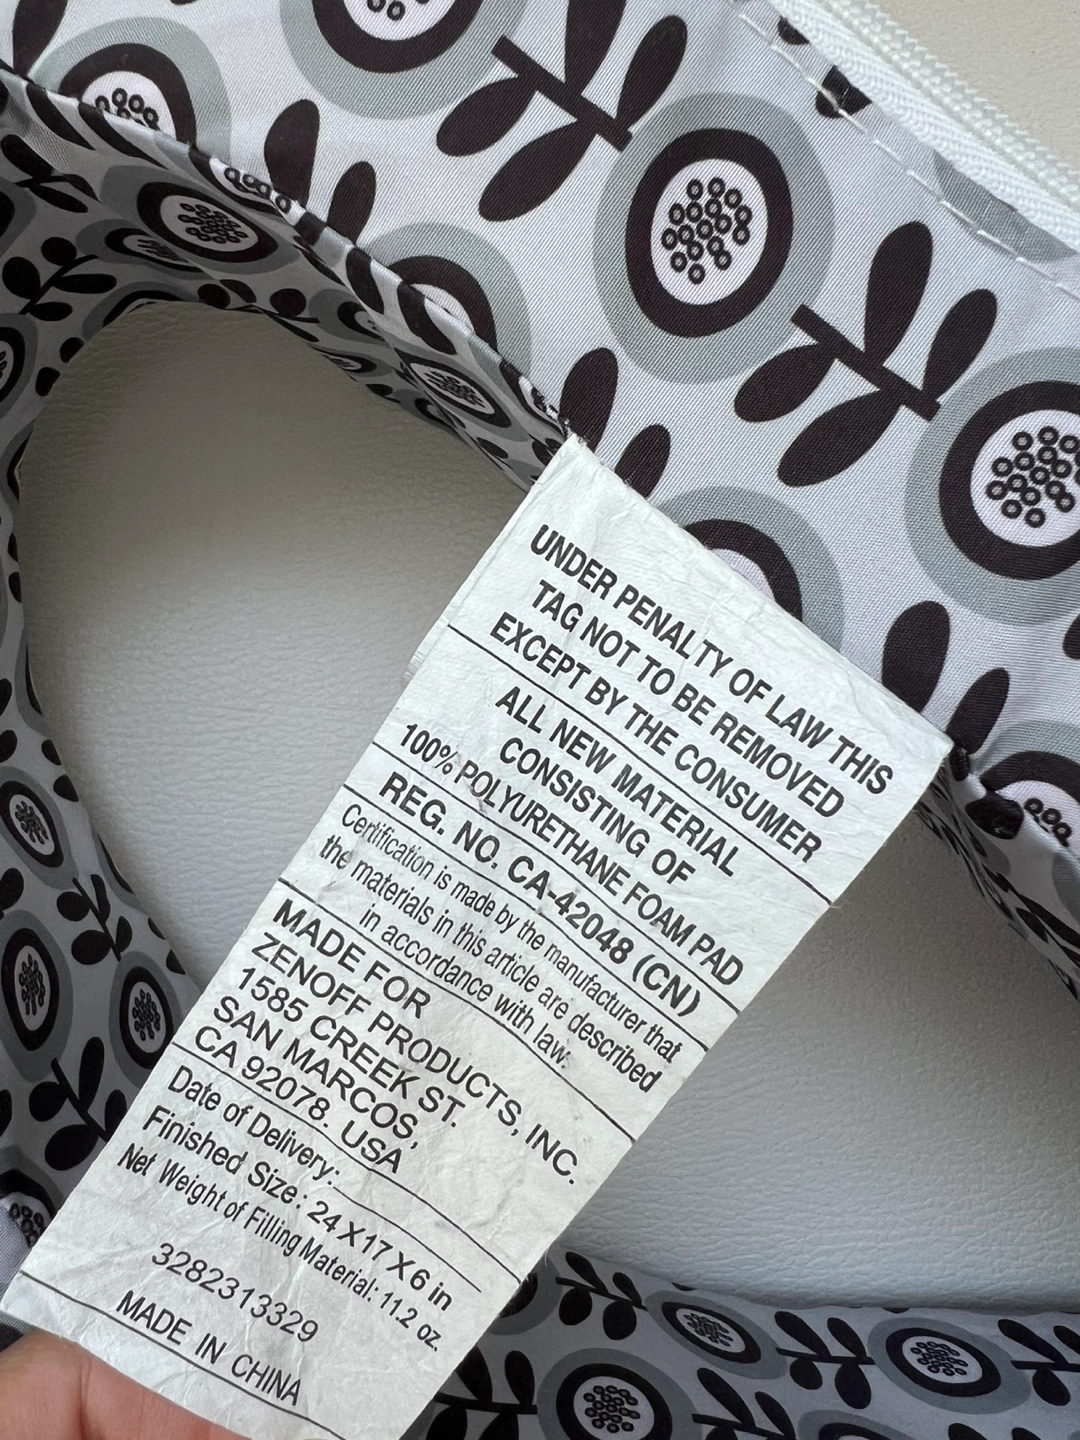 UNDER PENALTY OF LAW THIS
TAG NOT TO BE REMOVED
EXCEPT BY THE CONSUMER
ALL NEW MATERIAL
CONSISTING OF
100% POLYURETHANE FOAM PAD
REG. NO. CA-42048 (CN)
Certification is made by the manufacturer that
the materials in this article are described
in accordance with law.
MADE FOR
ZENOFF PRODUCTS, INC.
1585 CREEK ST.
SAN MARCOS,
CA 92078. USA
Date of Delivery:
Finished Size: 24 X 17 X 6 in
Net Weight of Filling Material: 11.2 oz.
3282313329
MADE IN CHINA